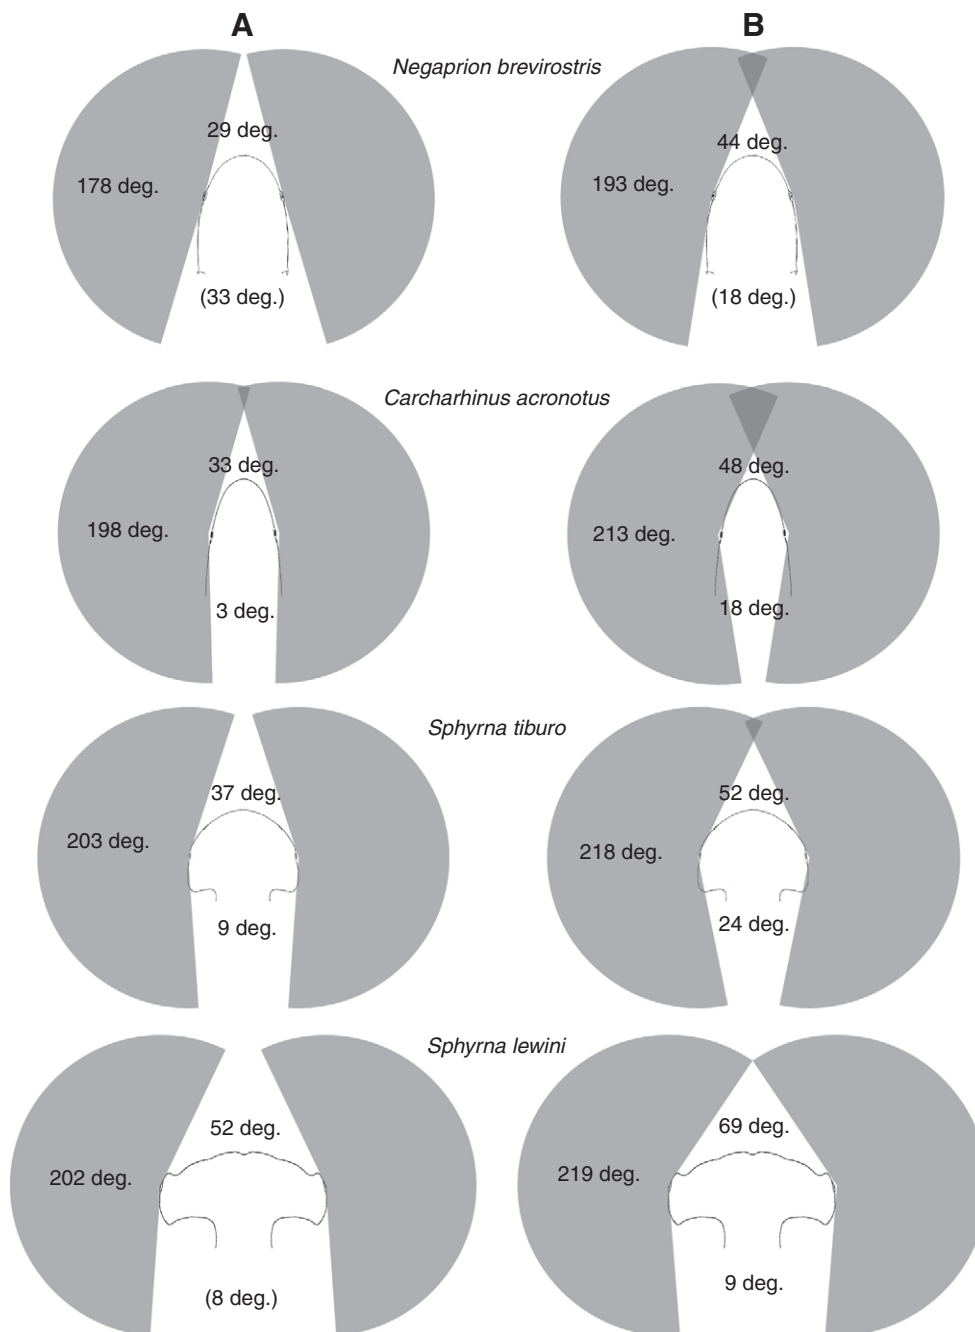 A B
Negaprion brevirostris
29 deg. 44 deg.
178 deg. 193 deg.
(33 deg.) (18 deg.)
Carcharhinus acronotus
33 deg. 48 deg.
198 deg. 213 deg.
3 deg. 18 deg.
Sphyrna tiburo
37 deg. 52 deg.
203 deg. 218 deg.
9 deg. 24 deg.
Sphyrna lewini
52 deg. 69 deg.
202 deg. 219 deg.
(8 deg.) 9 deg.